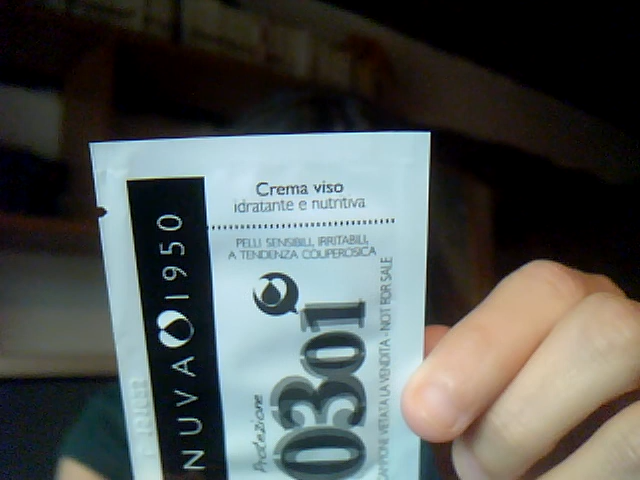 Crema viso
idratante e nutritiva
PELLI SENSIBILI, IRRITABILI,
A TENDENZA COUPEROSICA
NUVA 1950
Protezione
0301
CAMPIONE VIETATA LA VENDITA - NOT FOR SALE